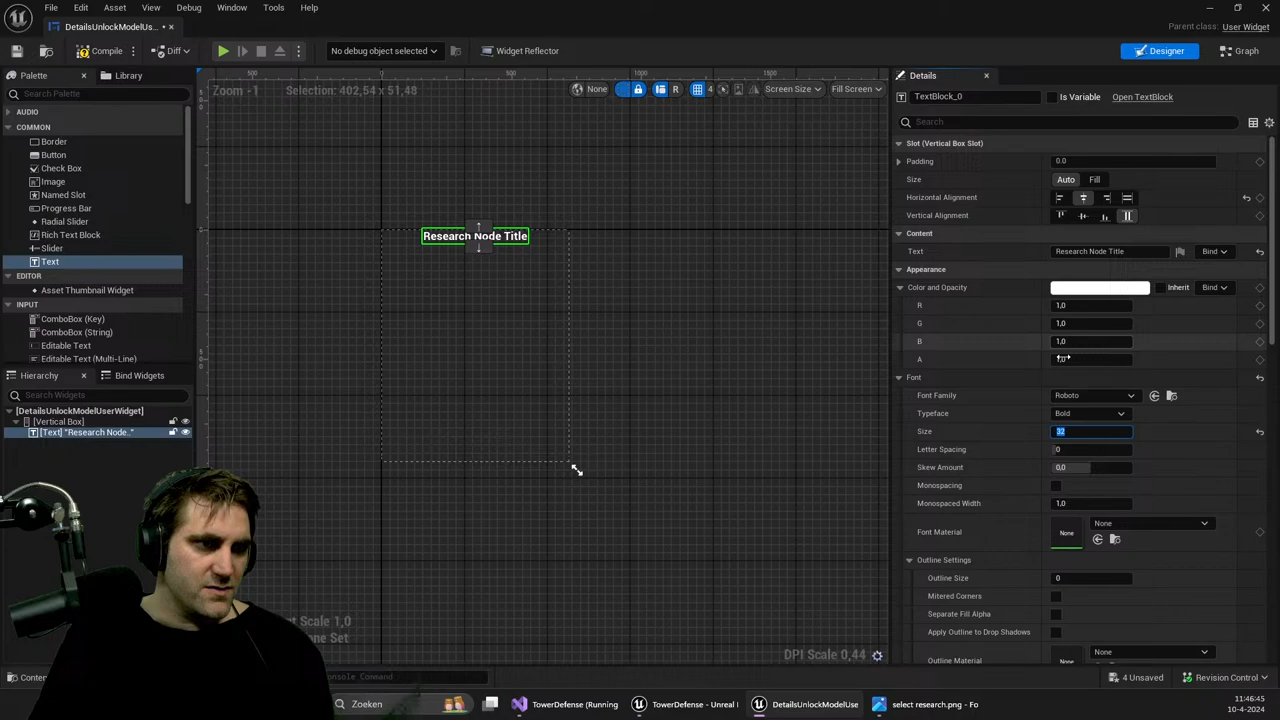 File Edit Asset View Debug Window Tools Help
DetailsUnlockModelUs...
Parent class: User Widget
Compile Diff No debug object selected Widget Reflector Designer Graph
Palette Library
Search Palette
AUDIO
COMMON
Border
Button
Check Box
Image
Named Slot
Progress Bar
Radial Slider
Rich Text Block
Slider
Text
EDITOR
Asset Thumbnail Widget
INPUT
ComboBox (Key)
ComboBox (String)
Editable Text
Editable Text (Multi-Line)
Hierarchy Bind Widgets
Search Widgets
[DetailsUnlockModelUserWidget]
[Vertical Box]
[Text] "Research Node.."
500 0 500 1000 1500
Zoom -1 Selection: 402,54 x 51,48
None R 4 Screen Size Fill Screen
Research Node Title
DPI Scale 0,44
Details
TextBlock_0 Is Variable Open TextBlock
Search
Slot (Vertical Box Slot)
Padding 0.0
Size Auto Fill
Horizontal Alignment
Vertical Alignment
Content
Text Research Node Title Bind
Appearance
Color and Opacity Inherit Bind
R 1,0
G 1,0
B 1,0
A 1,0
Font
Font Family Roboto
Typeface Bold
Size 32
Letter Spacing 0
Skew Amount 0,0
Monospacing
Monospaced Width 1,0
Font Material None None
Outline Settings
Outline Size 0
Mitered Corners
Separate Fill Alpha
Apply Outline to Drop Shadows
Outline Material None
Console Command 4 Unsaved Revision Control
Zoeken TowerDefense (Running TowerDefense - Unreal DetailsUnlockModelUse select research.png - Fo
11:46:45
10-4-2024